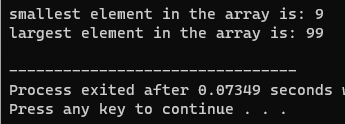 smallest element in the array is: 9
largest element in the array is: 99
--------------------------------
Process exited after 0.07349 seconds
Press any key to continue . . .